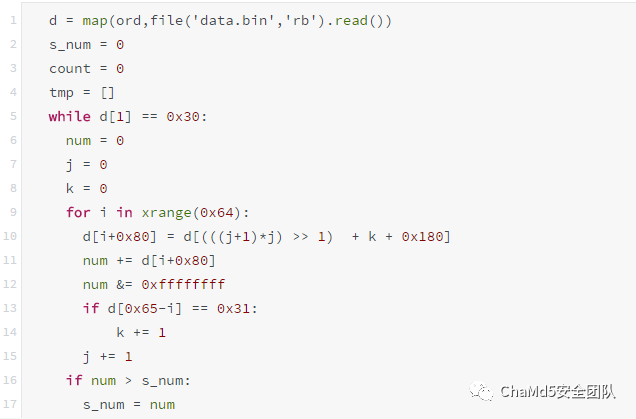 1 d = map(ord,file('data.bin','rb').read())
2 s_num = 0
3 count = 0
4 tmp = []
5 while d[1] == 0x30:
6 num = 0
7 j = 0
8 k = 0
9 for i in xrange(0x64):
10 d[i+0x80] = d[(((j+1)*j) >> 1)  + k + 0x180]
11 num += d[i+0x80]
12 num &= 0xffffffff
13 if d[0x65-i] == 0x31:
14 k += 1
15 j += 1
16 if num > s_num:
17 s_num = num
ChaMd5安全团队